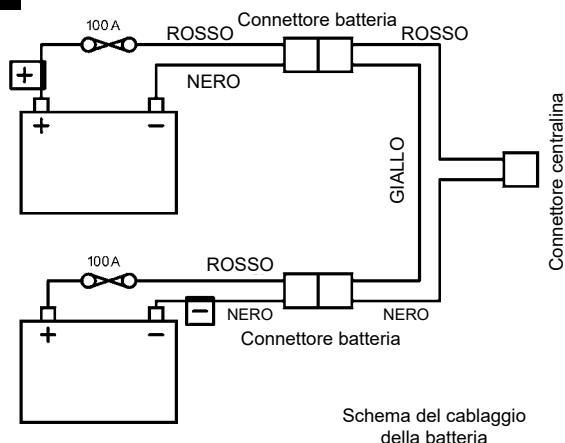 100A
Connettore batteria
ROSSO
ROSSO
+
NERO
+
−
GIALLO
Connettore centralina
100A
ROSSO
−
NERO
NERO
+
−
Connettore batteria
Schema del cablaggio
della batteria